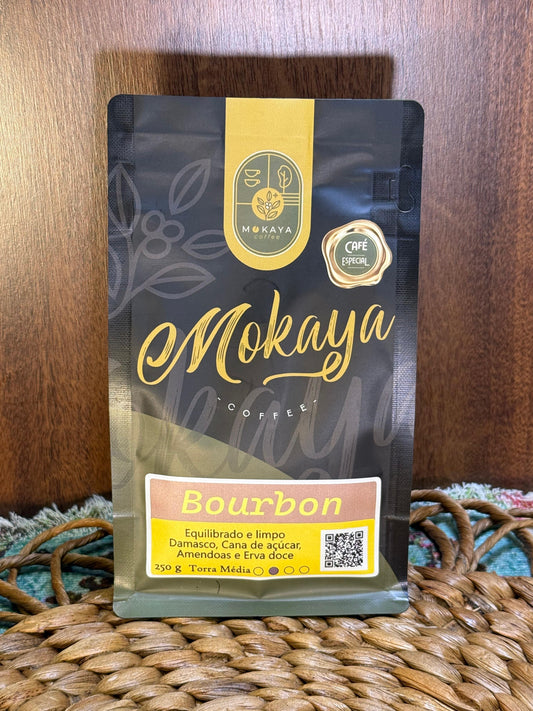 MOKAYA
coffee
CAFÉ
ESPECIAL
Mokaya
COFFEE
Bourbon
Equilibrado e limpo
Damasco, Cana de açúcar,
Amendoas e Erva doce
250 g Torra Média